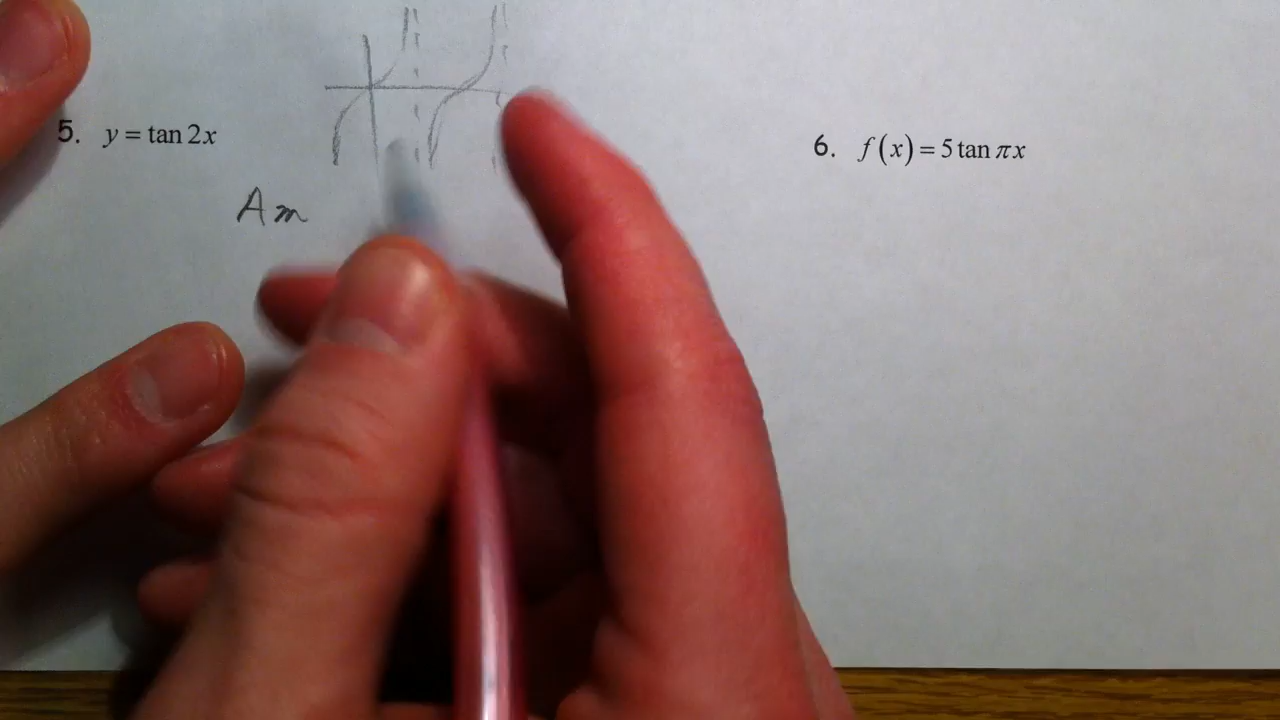 5. y = tan 2x
6. f(x) = 5 tan πx
Am